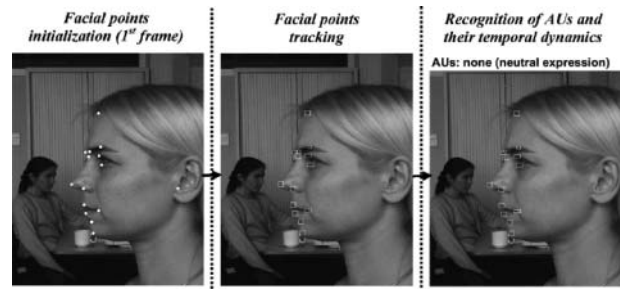 Facial points
initialization (1st frame)
Facial points
tracking
Recognition of AUs and
their temporal dynamics
AUs: none (neutral expression)